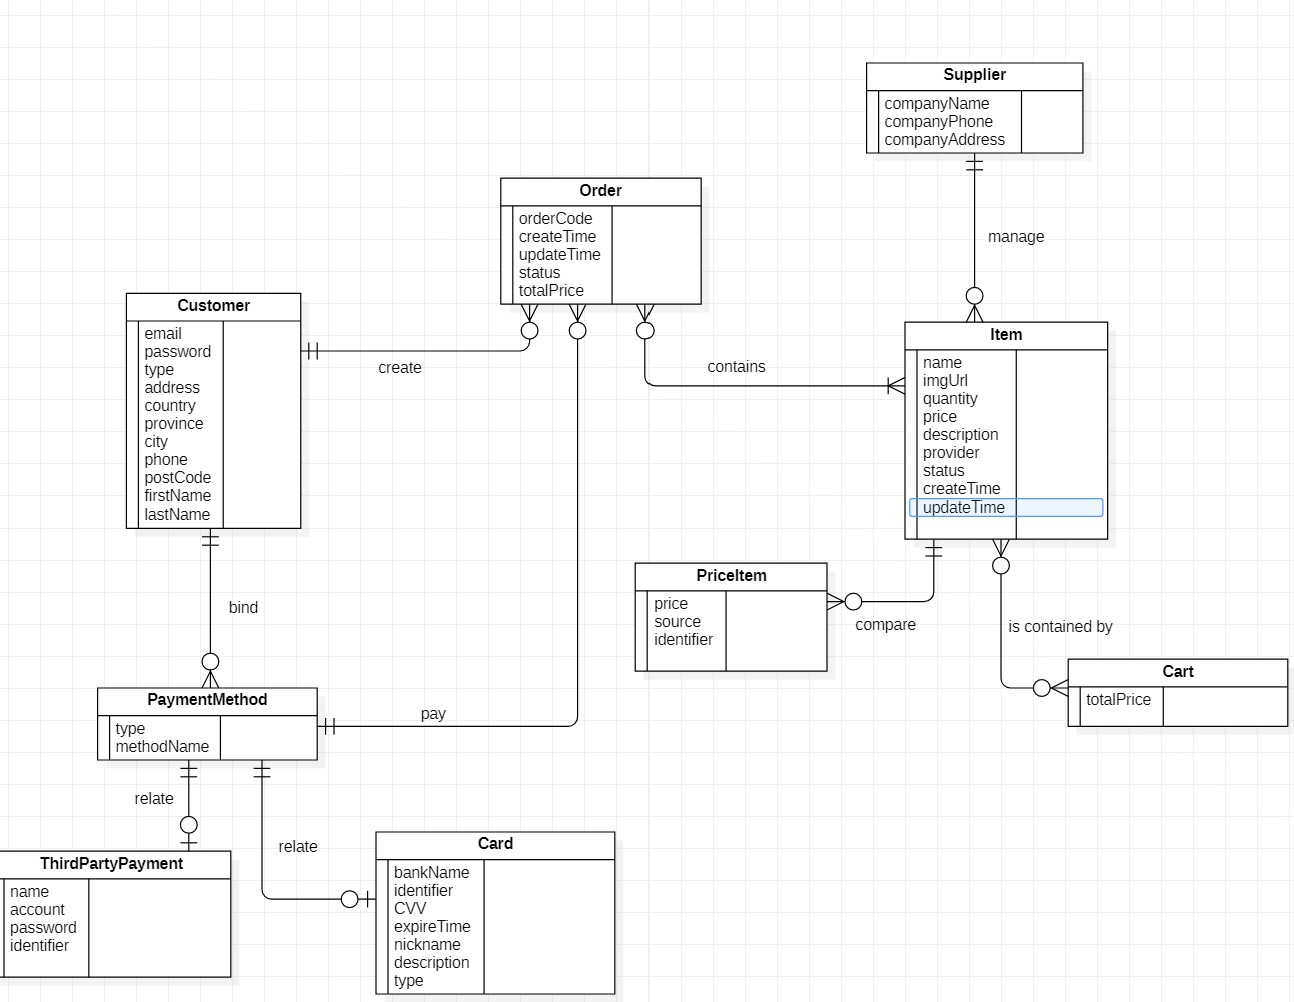 Supplier
companyName
companyPhone
companyAddress
manage
Order
orderCode
createTime
updateTime
status
totalPrice
Customer
email
password
type
address
country
province
city
phone
postCode
firstName
lastName
create
contains
Item
name
imgUrl
quantity
price
description
provider
status
createTime
updateTime
PriceItem
price
source
identifier
compare
is contained by
Cart
totalPrice
bind
PaymentMethod
type
methodName
pay
relate
relate
ThirdPartyPayment
name
account
password
identifier
Card
bankName
identifier
CVV
expireTime
nickname
description
type